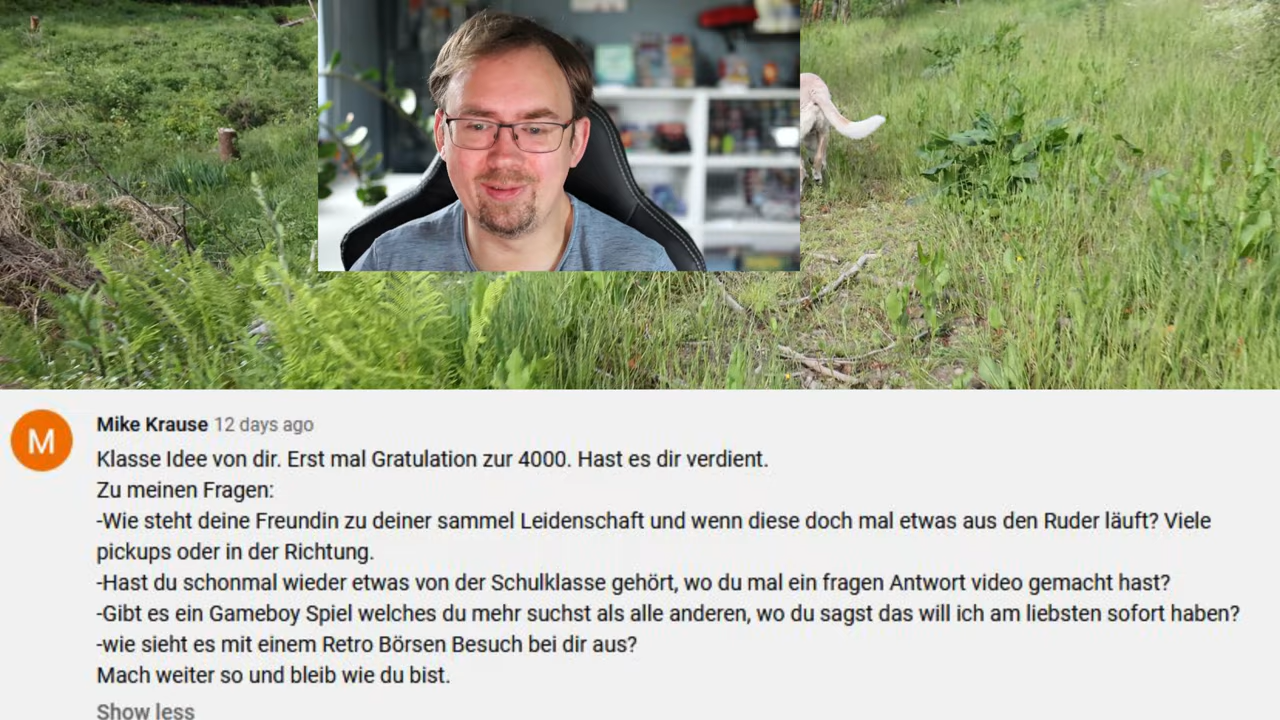 M
Mike Krause 12 days ago
Klasse Idee von dir. Erst mal Gratulation zur 4000. Hast es dir verdient.
Zu meinen Fragen:
-Wie steht deine Freundin zu deiner sammel Leidenschaft und wenn diese doch mal etwas aus den Ruder läuft? Viele
pickups oder in der Richtung.
-Hast du schonmal wieder etwas von der Schulklasse gehört, wo du mal ein fragen Antwort video gemacht hast?
-Gibt es ein Gameboy Spiel welches du mehr suchst als alle anderen, wo du sagst das will ich am liebsten sofort haben?
-wie sieht es mit einem Retro Börsen Besuch bei dir aus?
Mach weiter so und bleib wie du bist.
Show less